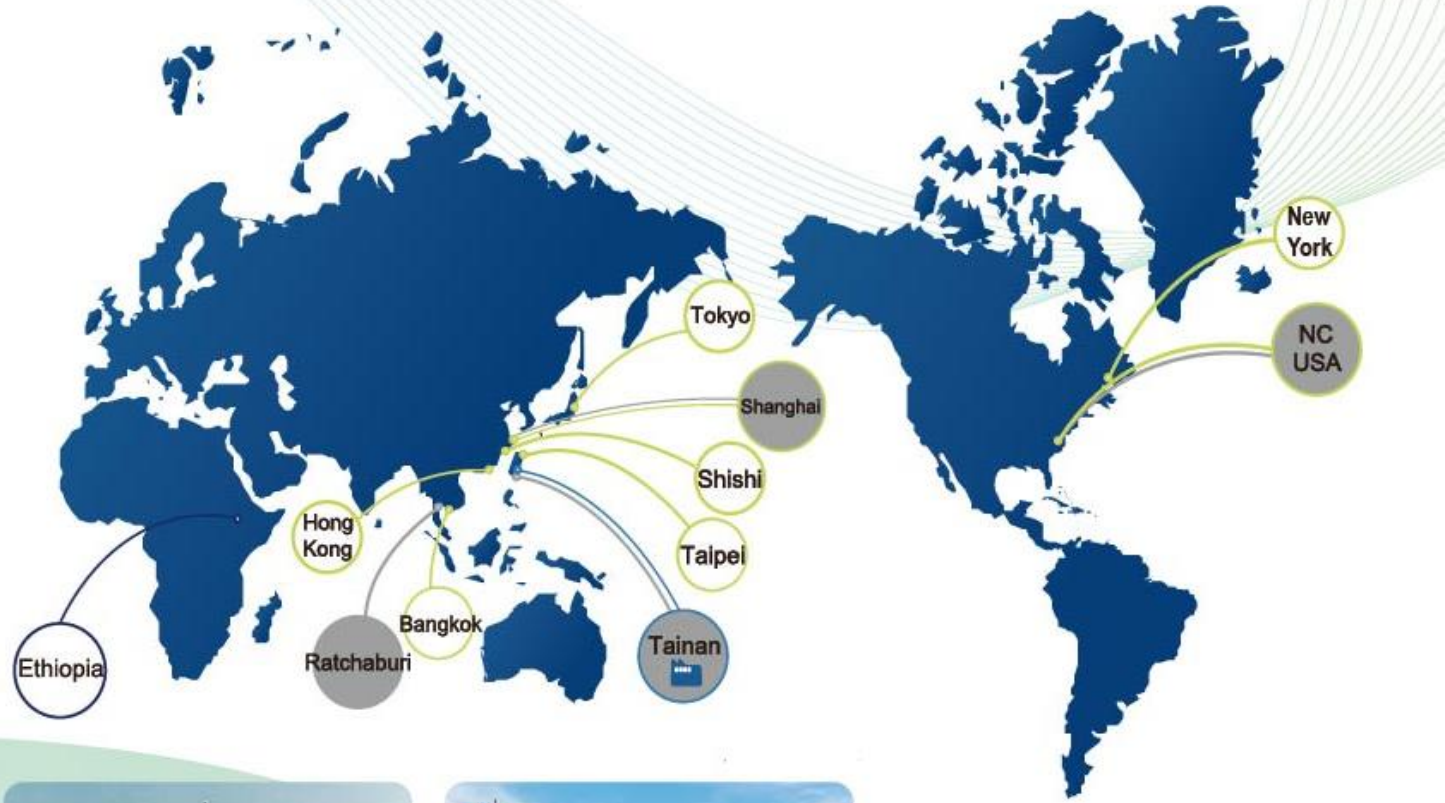 New
York
Tokyo
NC
USA
Shanghai
Shishi
Hong
Kong
Taipei
Bangkok
Tainan
Ratchaburi
Ethiopia